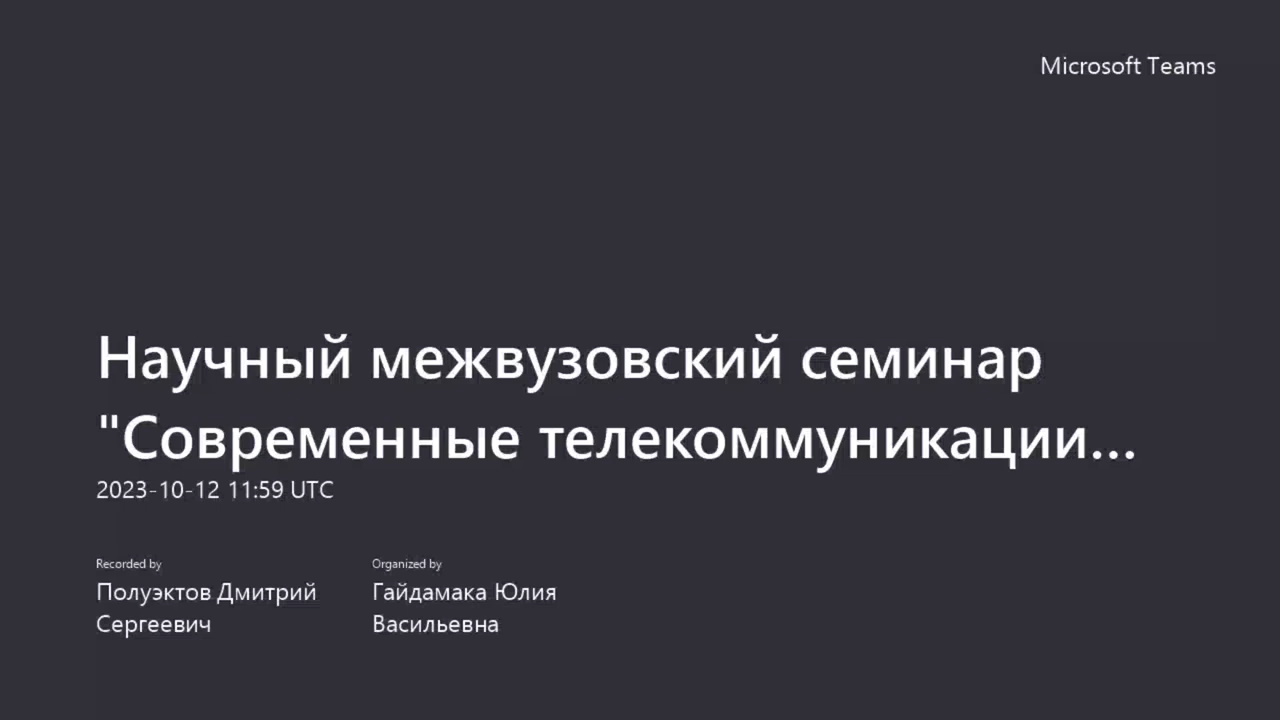 Microsoft Teams
Научный межвузовский семинар
"Современные телекоммуникации...
2023-10-12 11:59 UTC
Recorded by
Organized by
Полуэктов Дмитрий
Сергеевич
Гайдамака Юлия
Васильевна